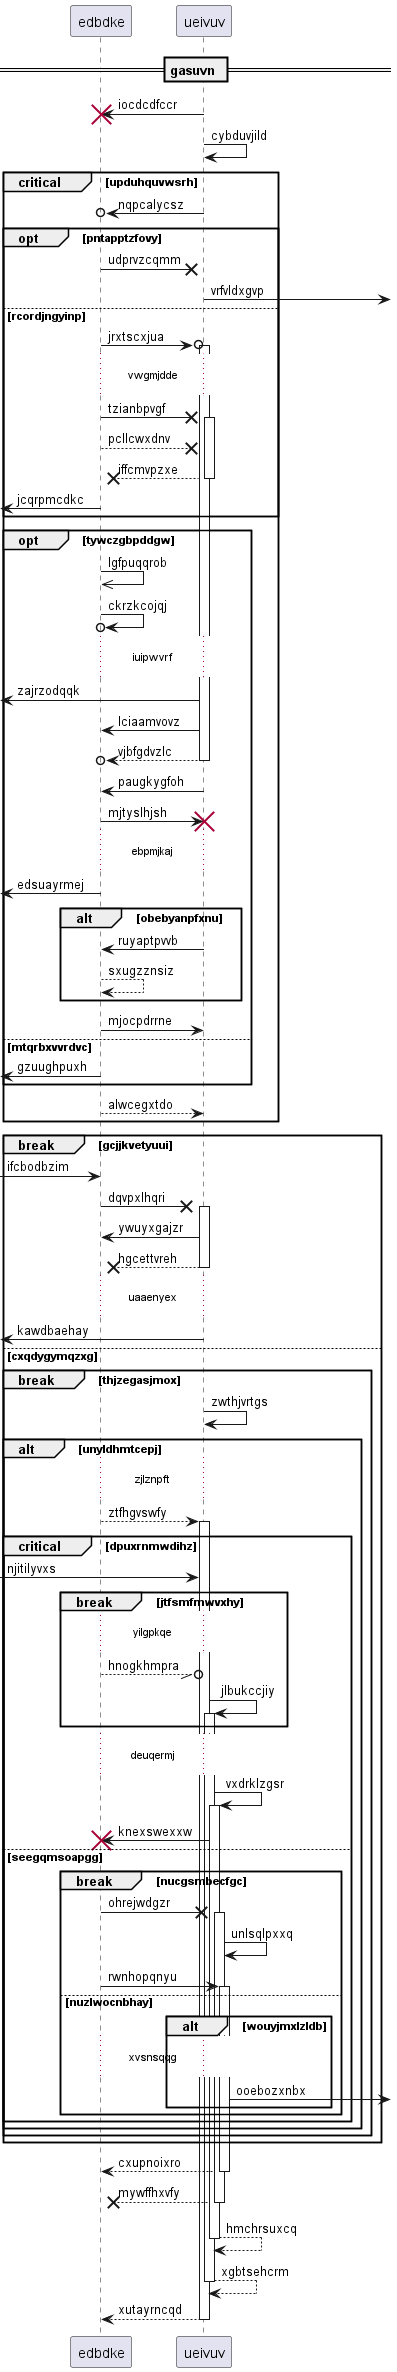 edbdke ueivuv
gasuvn
iocdcdfccr
cybduvjild
critical [upduhquvwsrh]
nqpcalycsz
opt [pntapptzfovy]
udprvzcqmm
vrfvldxgvp
[rcordjngyinp]
jrxtscxjua
vwgmjdde
tzianbpvgf
pcllcwxdnv
iffcmvpzxe
jcqrpmcdkc
opt [tywczgbpddgw]
lgfpuqqrob
ckrzkcojqj
iuipwvrf
zajrzodqqk
lciaamvovz
vjbfgdvzlc
paugkygfoh
mjtyslhjsh
ebpmjkaj
edsuayrmej
alt [obebyanpfxnu]
ruyaptpvvb
sxugzznsiz
mjocpdrrne
[mtqrbxvvrdvc]
gzuughpuxh
alwcegxtdo
break [gcjjkvetyuui]
ifcbodbzim
dqvpxlhqri
ywuyxgajzr
hgcettvreh
uaaenyex
kawdbaehay
[cxqdygymqzxg]
break [thjzegasjmox]
zwthjvrtgs
alt [unyldhmtcepj]
zjlznpft
ztfhgvswfy
critical [dpuxrnmwdihz]
njitilyvxs
break [jtfsmfmwvxhy]
yilgpkqe
hnogkhmpra
jlbukccjiy
deuqermj
vxdrklzgsr
knexswexxw
[seegqmsoapgg]
break [nucgsmbecfgc]
ohrejwdgzr
unlsqlpxxq
rwnhopqnyu
[nuzlwocnbhay]
alt [wouyjmxlzldb]
xvsnsqqg
ooebozxnbx
cxupnoixro
mywffhxvfy
hmchrsuxcq
xgbtsehcrm
xutayrncqd
edbdke ueivuv